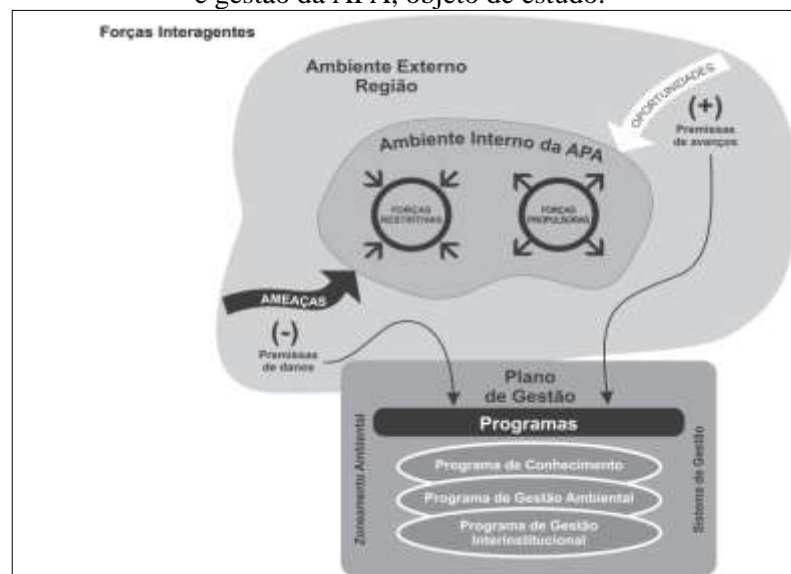 e gestão da APA, objeto de estudo.
Forças Interagentes
Ambiente Externo
Região
OPORTUNIDADES
(+)
Premissas
de avanços
Ambiente Interno da APA
FORÇAS
RESTRITIVAS
FORÇAS
PROPULSORAS
AMEAÇAS
(-)
Premissas
de danos
Plano
de Gestão
Zoneamento Ambiental
Programas
Sistema de Gestão
Programa de Conhecimento
Programa de Gestão Ambiental
Programa de Gestão
Interinstitucional